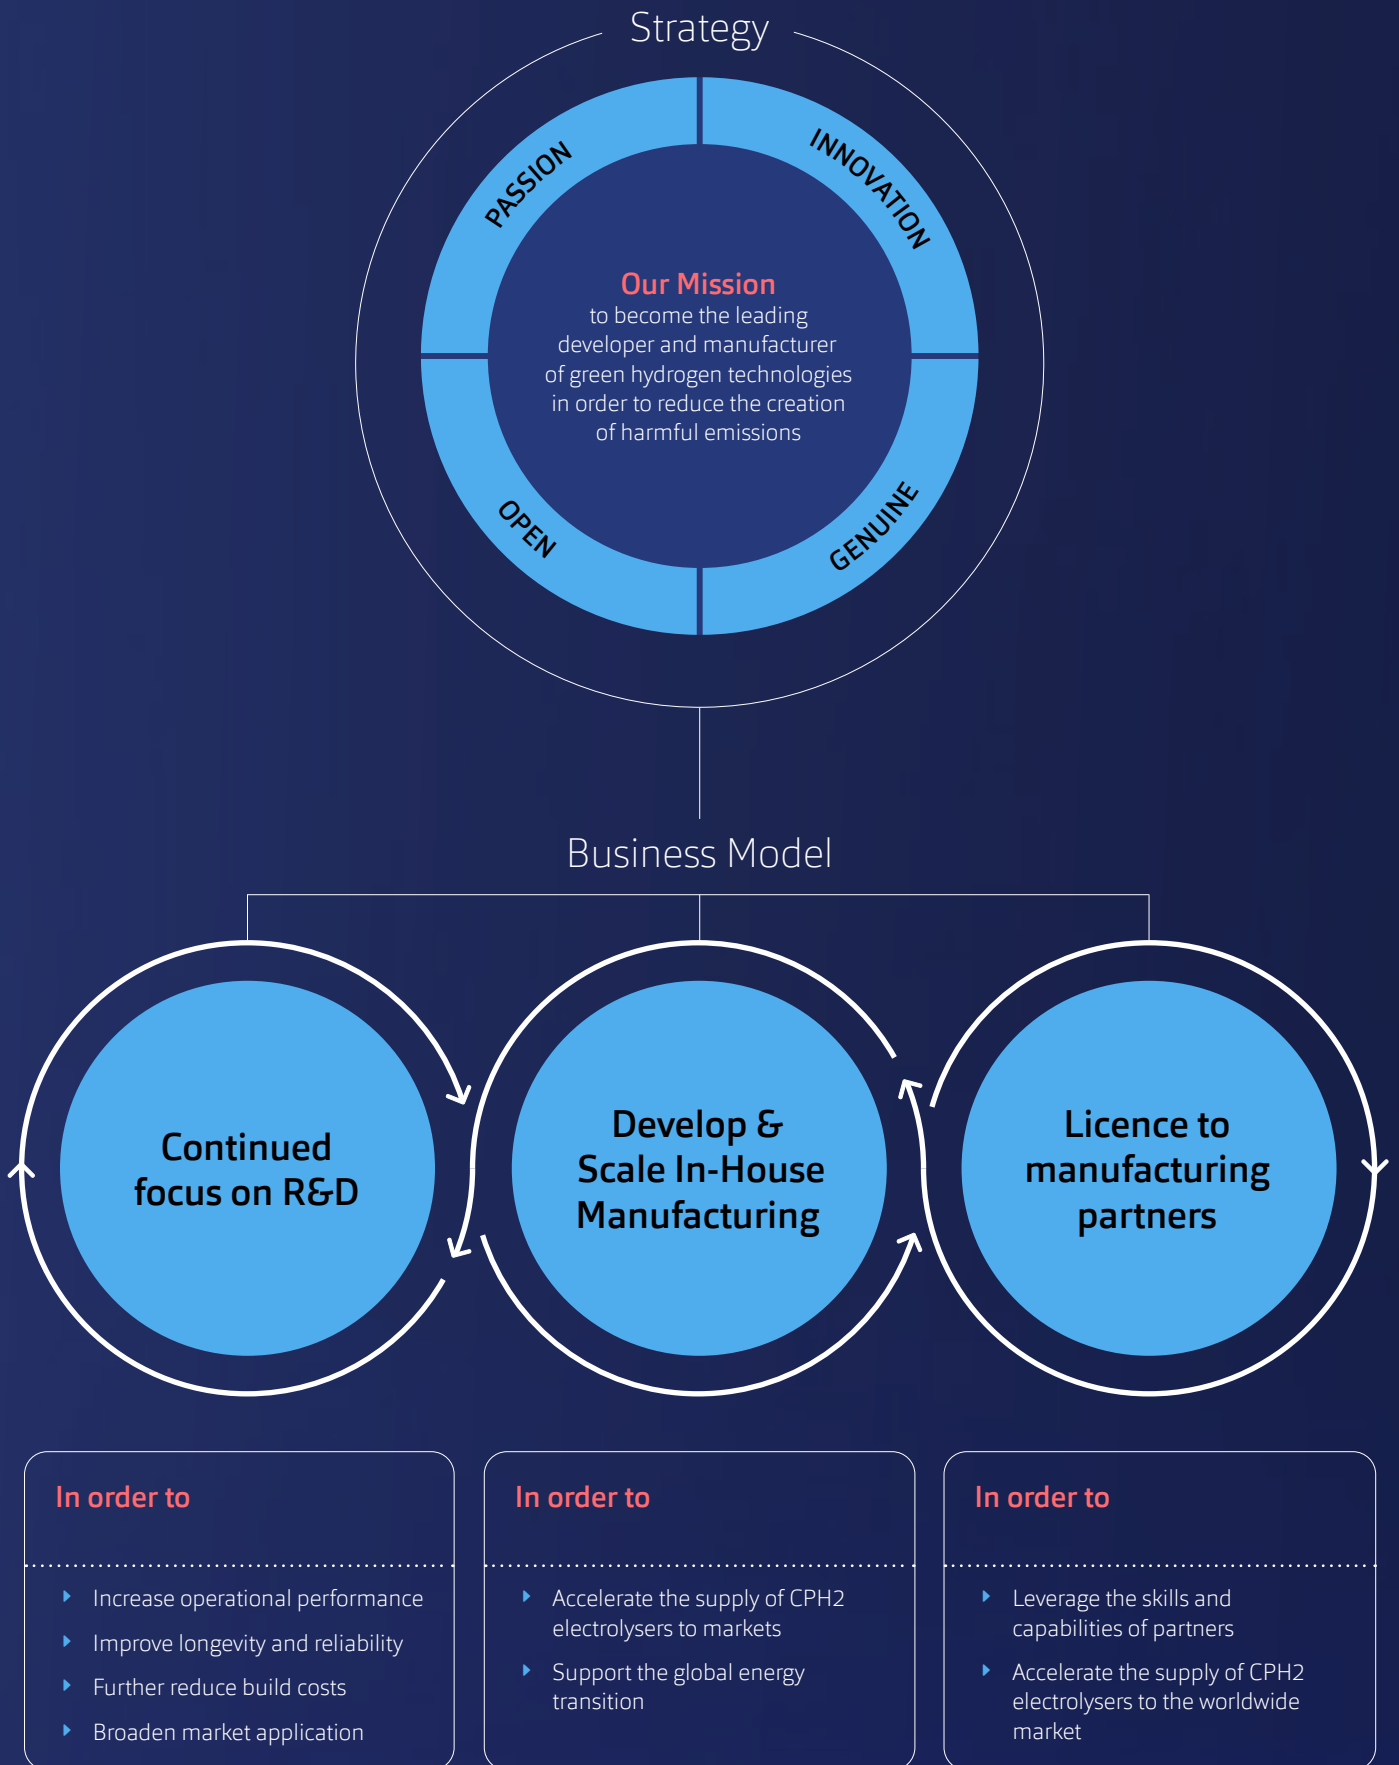 Strategy
PASSION
INNOVATION
Our Mission
to become the leading
developer and manufacturer
of green hydrogen technologies
in order to reduce the creation
of harmful emissions
OPEN
GENUINE
Business Model
Continued
focus on R&D
Develop &
Scale In-House
Manufacturing
Licence to
manufacturing
partners
In order to
Increase operational performance
Improve longevity and reliability
Further reduce build costs
Broaden market application
In order to
Accelerate the supply of CPH2
electrolysers to markets
Support the global energy
transition
In order to
Leverage the skills and
capabilities of partners
Accelerate the supply of CPH2
electrolysers to the worldwide
market